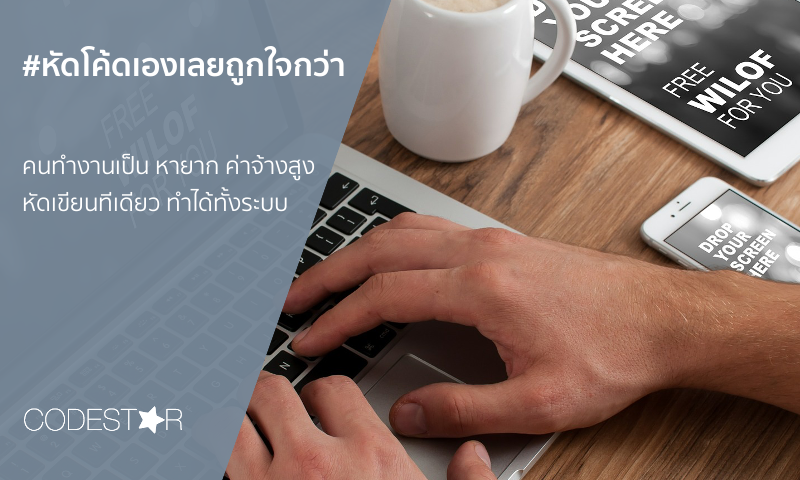 #หัดโค้ดเองเลยถูกใจกว่า
คนทำงานเป็น หายาก ค่าจ้างสูง
หัดเขียนทีเดียว ทำได้ทั้งระบบ
CODESTAR
SCREEN
HERE
FREE
WILOF
FOR YOU
DROP
YOUR
SCREEN
HERE